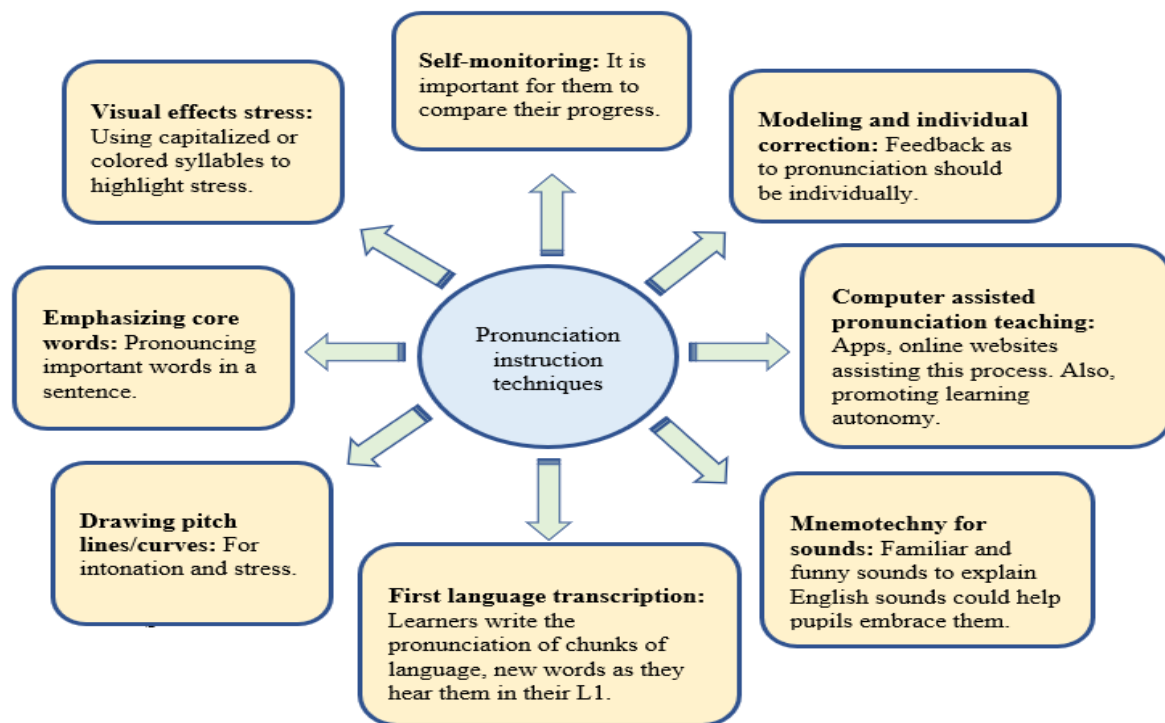 Self-monitoring: It is
important for them to
compare their progress.
Visual effects stress:
Using capitalized or
colored syllables to
highlight stress.
Modeling and individual
correction: Feedback as
to pronunciation should
be individually.
Emphasizing core
words: Pronouncing
important words in a
sentence.
Pronunciation
instruction
techniques
Computer assisted
pronunciation teaching:
Apps, online websites
assisting this process. Also,
promoting learning
autonomy.
Drawing pitch
lines/curves: For
intonation and stress.
First language transcription:
Learners write the
pronunciation of chunks of
language, new words as they
hear them in their L1.
Mnemotechny for
sounds: Familiar and
funny sounds to explain
English sounds could help
pupils embrace them.